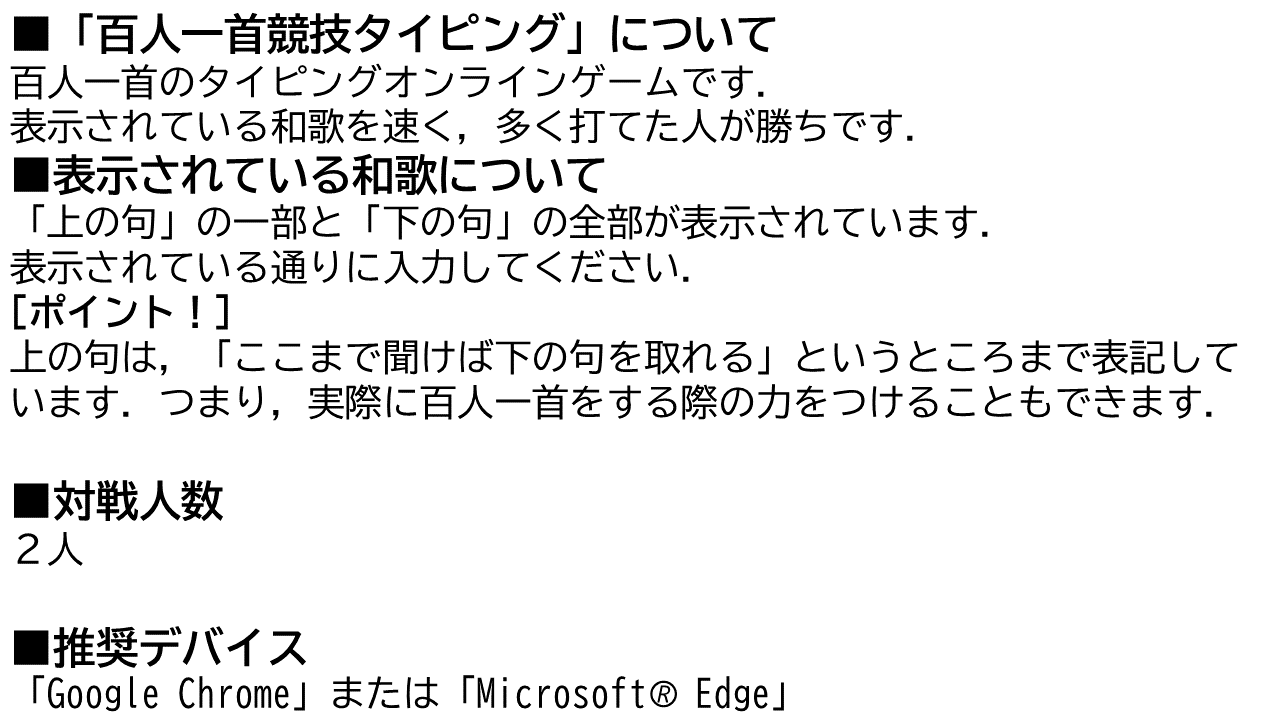 ■「百人一首競技タイピング」について
百人一首のタイピングオンラインゲームです．
表示されている和歌を速く，多く打てた人が勝ちです．
■表示されている和歌について
「上の句」の一部と「下の句」の全部が表示されています．
表示されている通りに入力してください．
[ポイント！]
上の句は，「ここまで聞けば下の句を取れる」というところまで表記して
います．つまり，実際に百人一首をする際の力をつけることもできます．
■対戦人数
２人
■推奨デバイス
「Google Chrome」または「Microsoft® Edge」